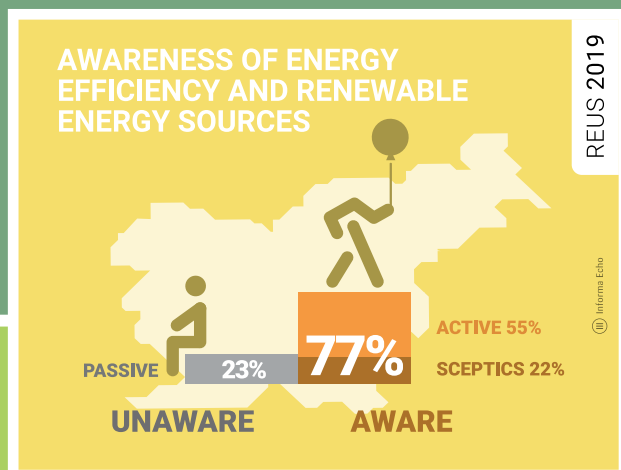 AWARENESS OF ENERGY
EFFICIENCY AND RENEWABLE
ENERGY SOURCES
REUS 2019
Informa Echo
ACTIVE 55%
77%
PASSIVE
23%
SCEPTICS 22%
UNAWARE
AWARE